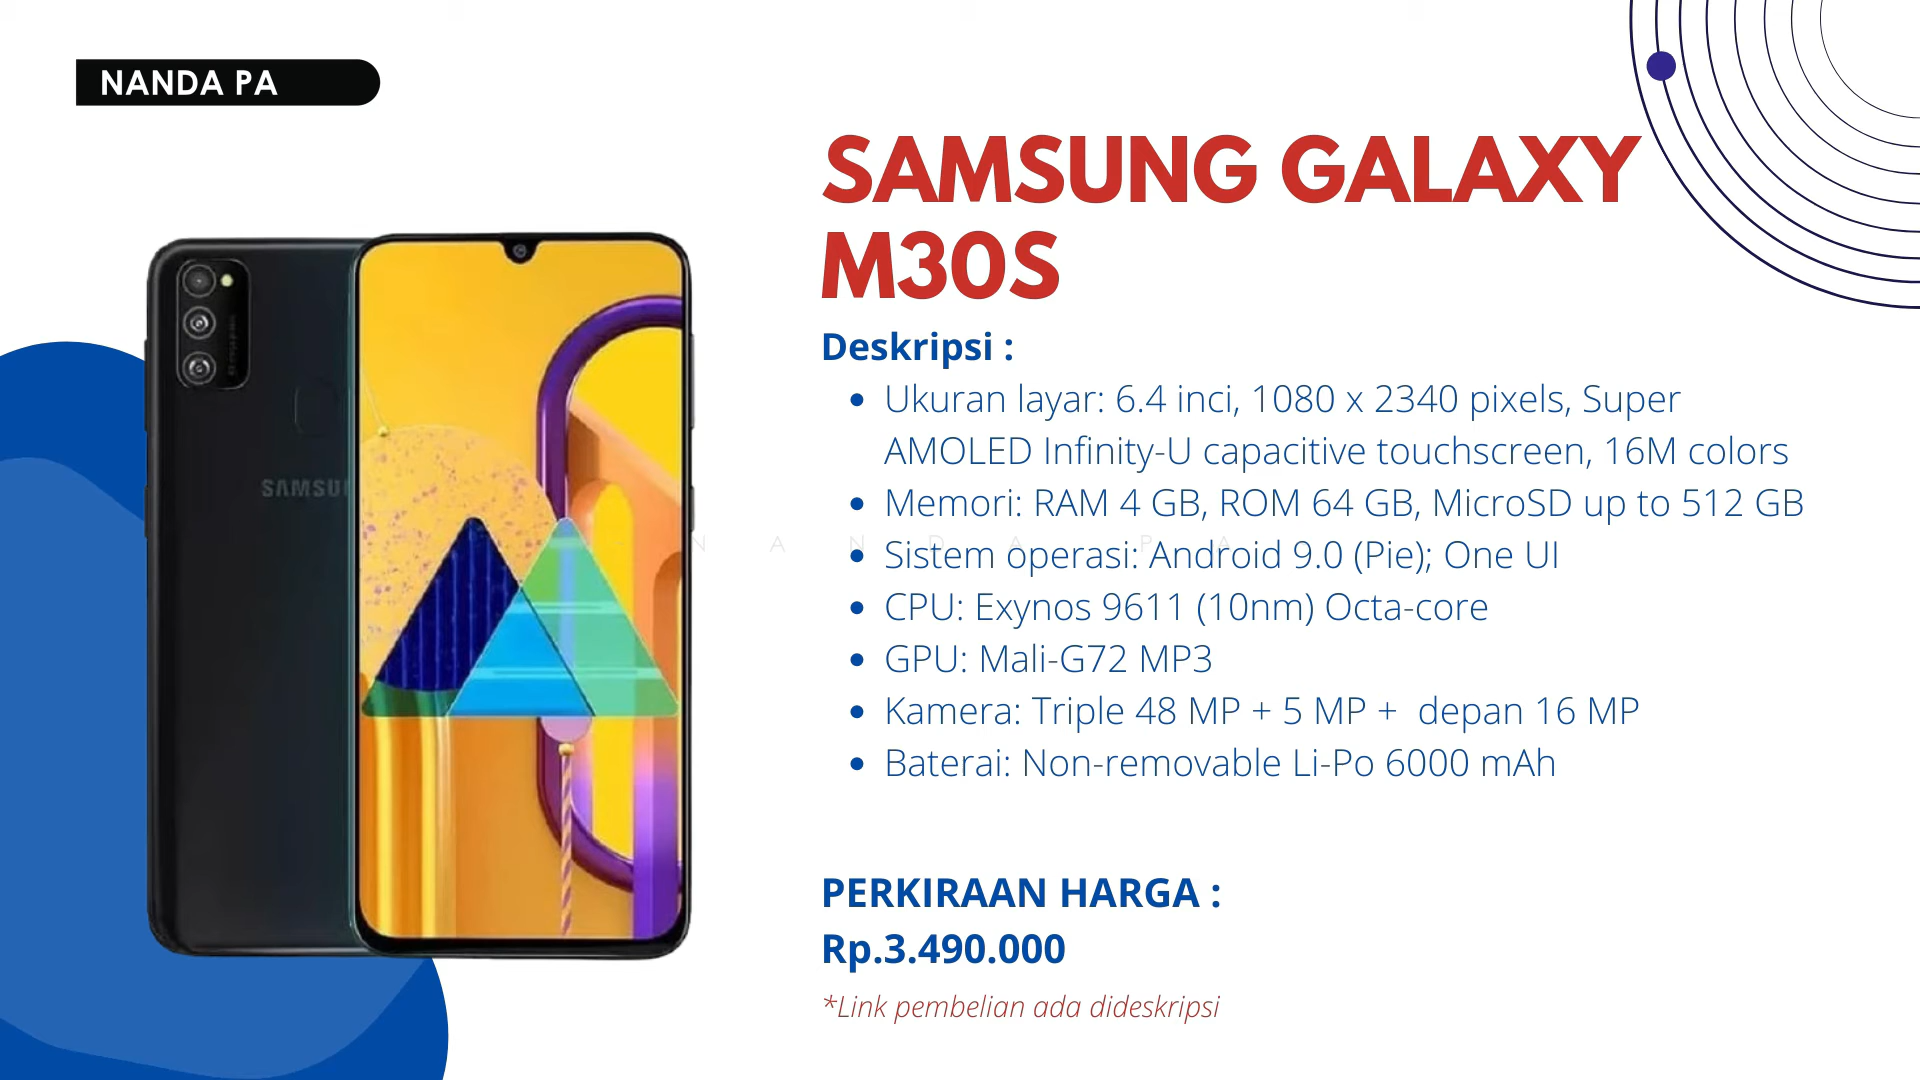 NANDA PA
SAMSUNG GALAXY
M30S
Deskripsi :
• Ukuran layar: 6.4 inci, 1080 x 2340 pixels, Super
AMOLED Infinity-U capacitive touchscreen, 16M colors
• Memori: RAM 4 GB, ROM 64 GB, MicroSD up to 512 GB
• Sistem operasi: Android 9.0 (Pie); One UI
• CPU: Exynos 9611 (10nm) Octa-core
• GPU: Mali-G72 MP3
• Kamera: Triple 48 MP + 5 MP +  depan 16 MP
• Baterai: Non-removable Li-Po 6000 mAh
PERKIRAAN HARGA :
Rp.3.490.000
*Link pembelian ada dideskripsi
SAMSU
NANDA PA